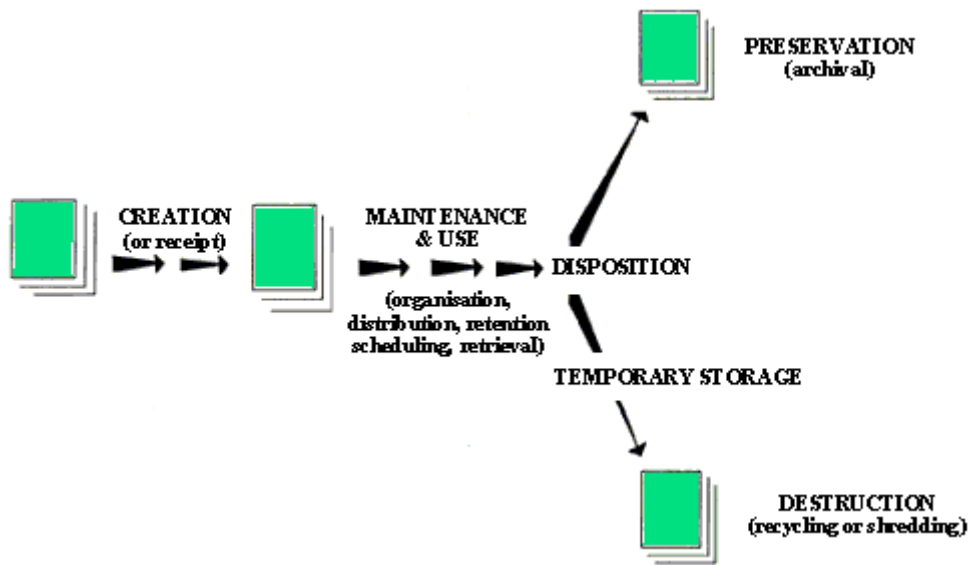 PRESERVATION
(archival)
CREATION
(or receipt)
MAINTENANCE
& USE
DISPOSITION
(organisation,
distribution, retention
scheduling, retrieval)
TEMPORARY STORAGE
DESTRUCTION
(recycling or shredding)